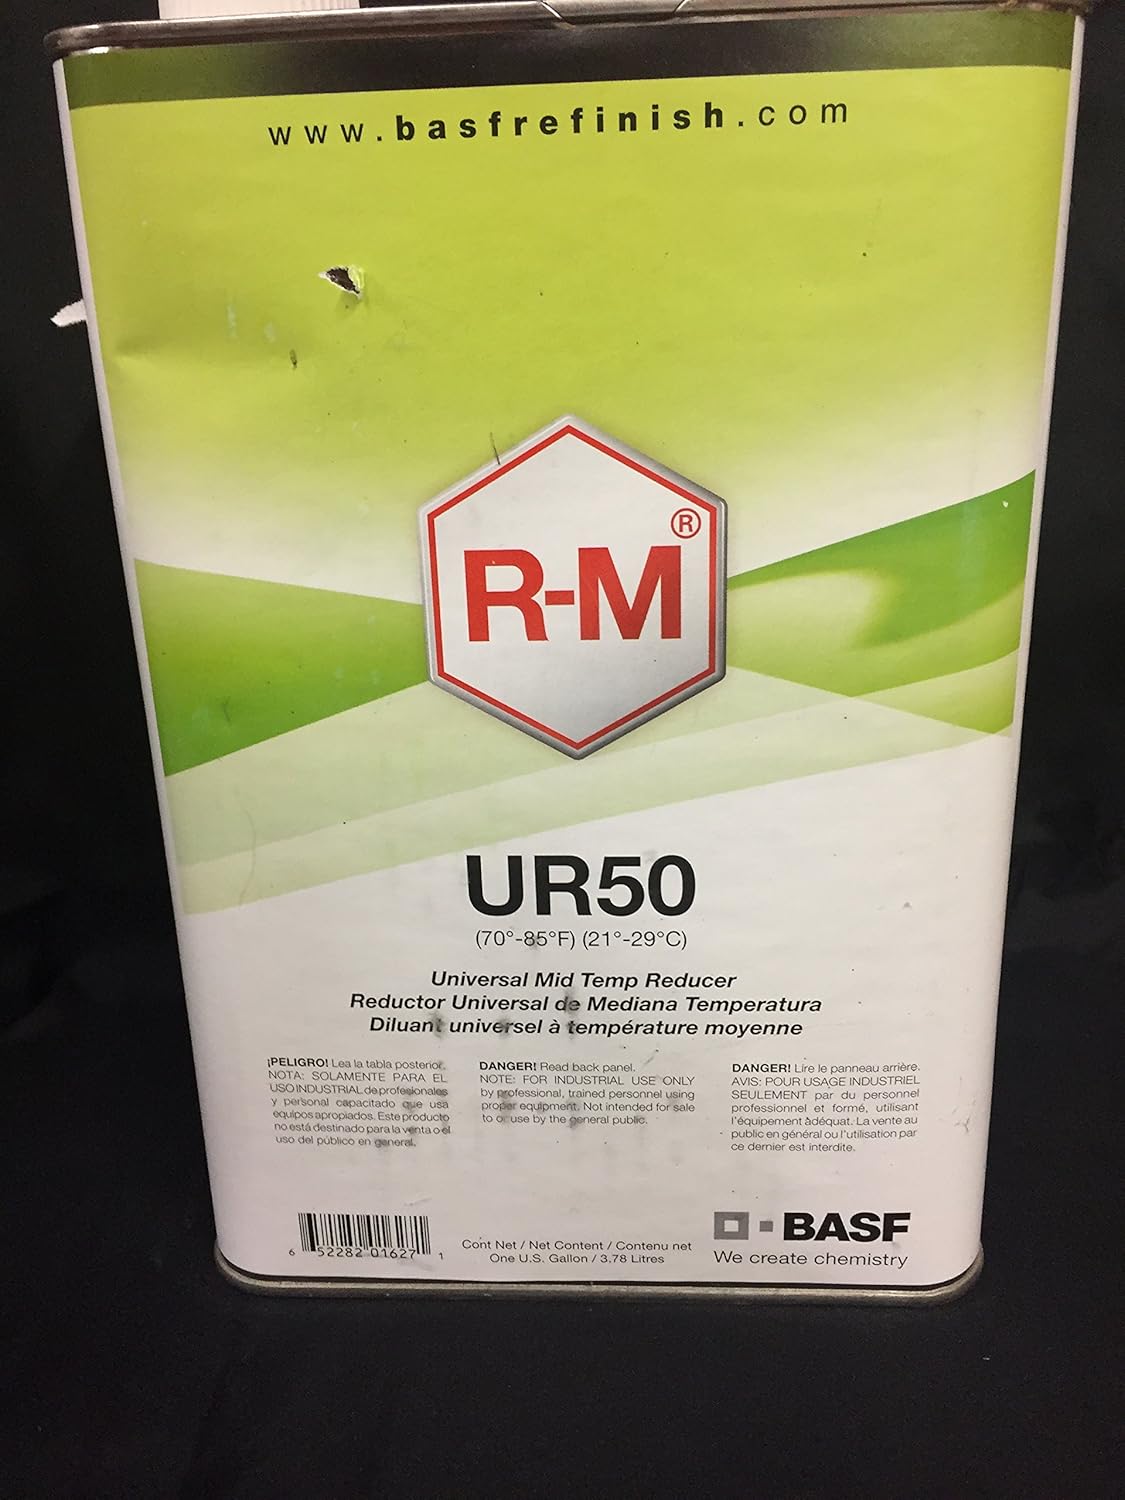 www.basfrefinish.com
R-M®
UR50
(70°-85°F) (21°-29°C)
Universal Mid Temp Reducer
Reductor Universal de Mediana Temperatura
Diluant universel à température moyenne
¡PELIGRO! Lea la tabla posterior.
NOTA: SOLAMENTE PARA EL
USO INDUSTRIAL de profesionales
y personal capacitado que usa
equipos apropiados. Este producto
no está destinado para la venta o el
uso del público en general.
DANGER! Read back panel.
NOTE: FOR INDUSTRIAL USE ONLY
by professional, trained personnel using
proper equipment. Not intended for sale
to or use by the general public.
DANGER! Lire le panneau arrière.
AVIS: POUR USAGE INDUSTRIEL
SEULEMENT par du personnel
professionnel et formé, utilisant
l'équipement àdéquat. La vente au
public en général ou l'utilisation par
ce dernier est interdite.
6 52282 01627 1
Cont Net / Net Content / Contenu net
One U.S. Gallon / 3.78 Litres
BASF
We create chemistry